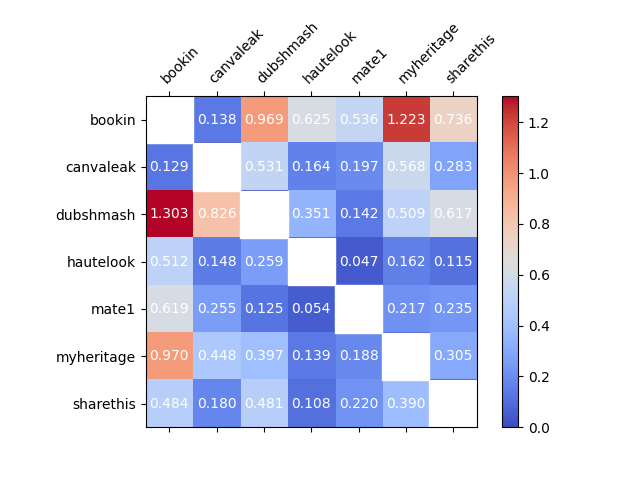 bookin canvaleak dubshmash hautelook mate1 myheritage sharethis
bookin 0.138 0.969 0.625 0.536 1.223 0.736
canvaleak 0.129 0.531 0.164 0.197 0.568 0.283
dubshmash 1.303 0.826 0.351 0.142 0.509 0.617
hautelook 0.512 0.148 0.259 0.047 0.162 0.115
mate1 0.619 0.255 0.125 0.054 0.217 0.235
myheritage 0.970 0.448 0.397 0.139 0.188 0.305
sharethis 0.484 0.180 0.481 0.108 0.220 0.390
1.2
1.0
0.8
0.6
0.4
0.2
0.0